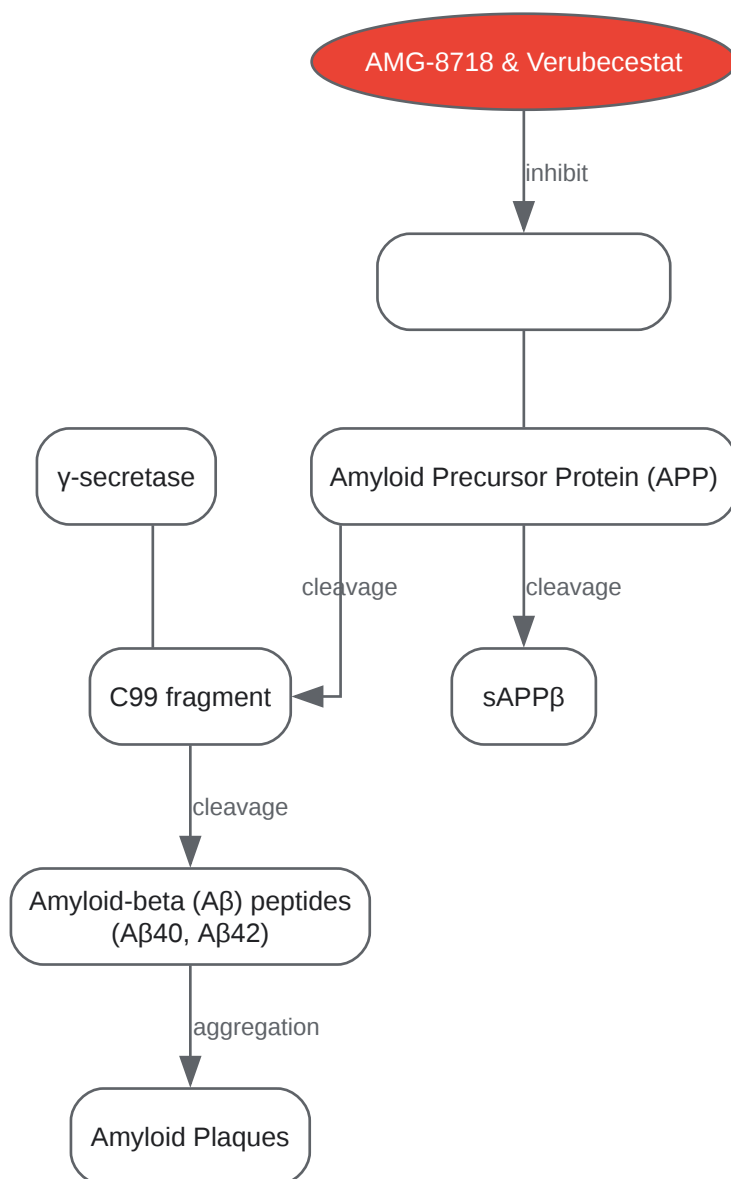 AMG-8718 & Verubecestat
inhibit
γ-secretase
Amyloid Precursor Protein (APP)
cleavage
cleavage
C99 fragment
sAPPβ
cleavage
Amyloid-beta (Aβ) peptides
(Aβ40, Aβ42)
aggregation
Amyloid Plaques